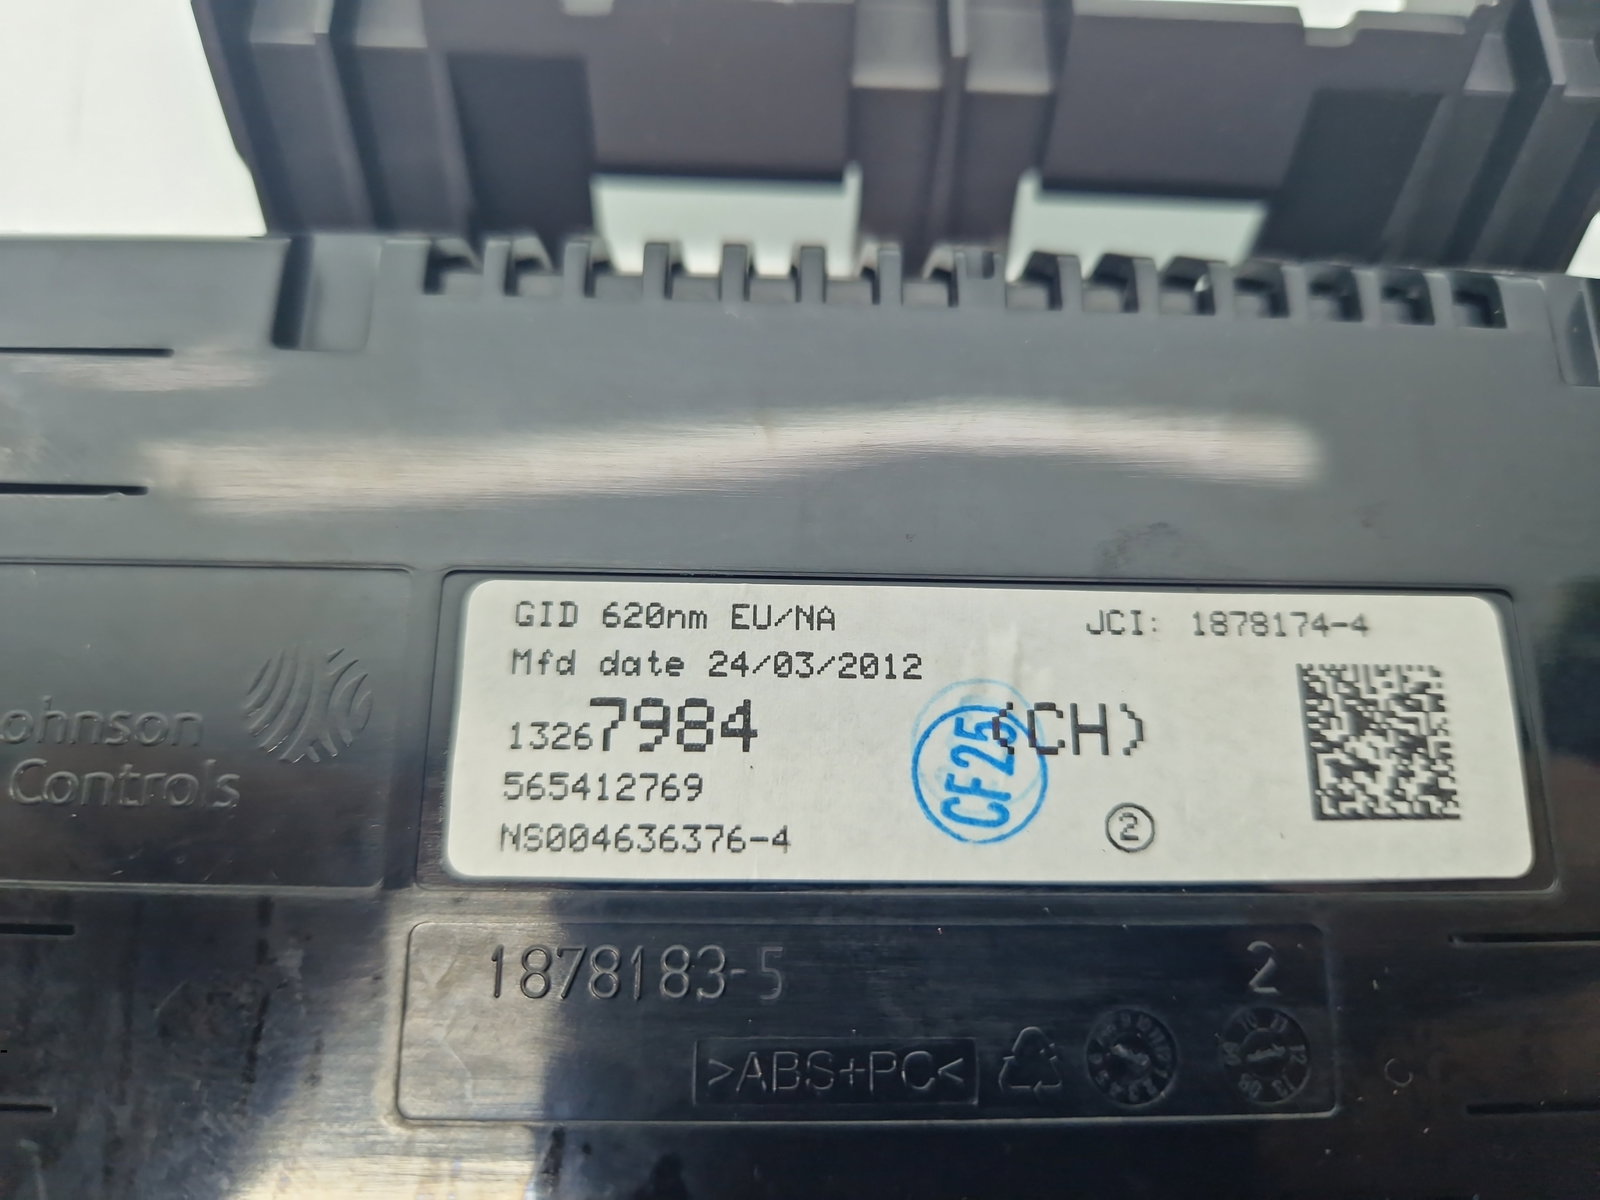 GID 620nm EU/NA
JCI: 1878174-4
Mfd date 24/03/2012
13267984
(CH)
CF25
565412769
2
NS004636376-4
ohnson
Controls
1878183-5
2
>ABS+PC<